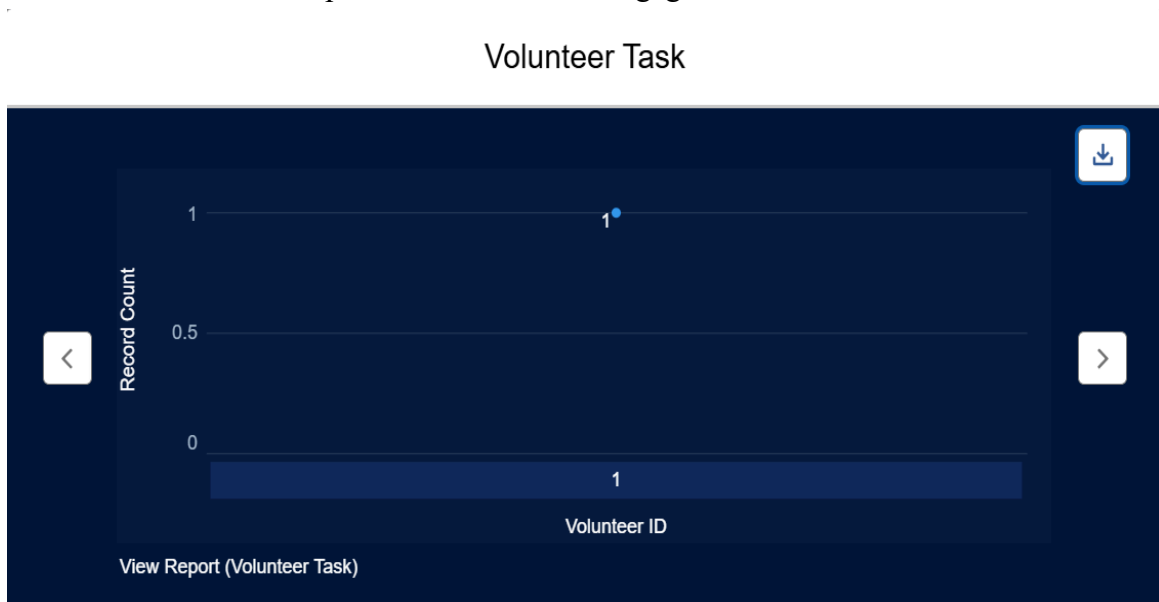 Volunteer Task
1
1
Record Count
0.5
0
1
Volunteer ID
View Report (Volunteer Task)